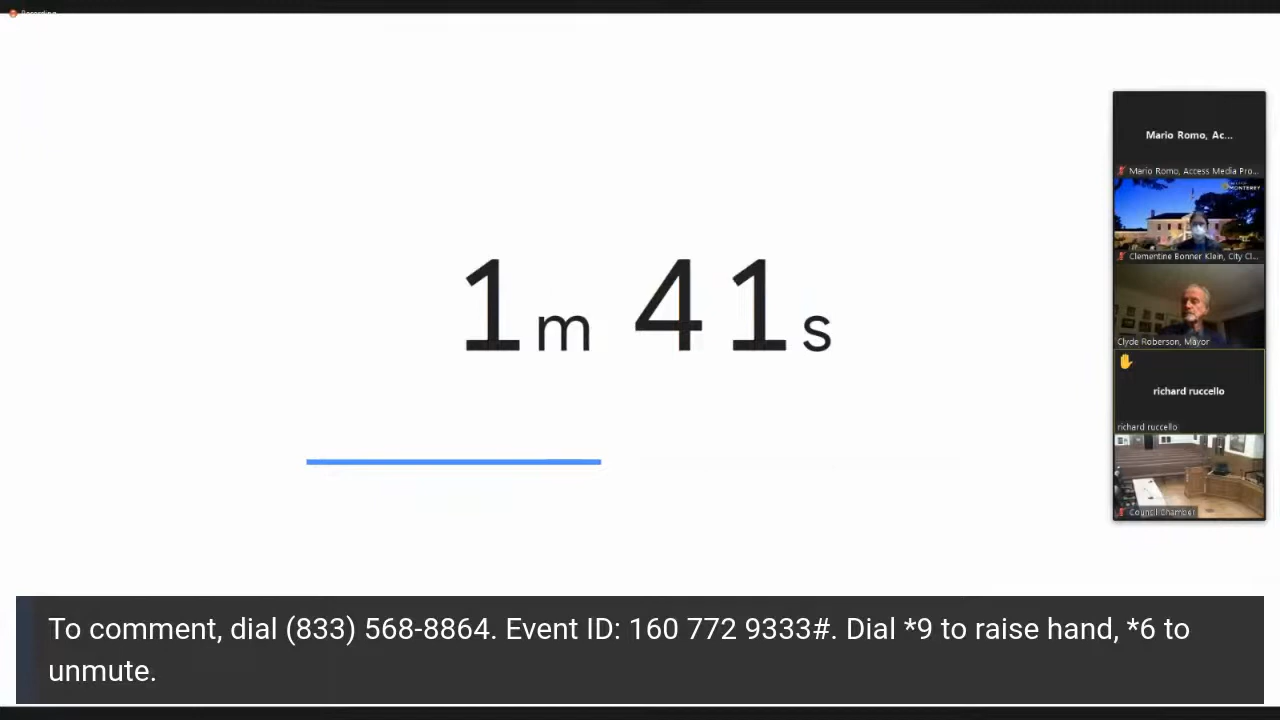 Recording
1m 41s
Mario Romo, Ac...
Mario Romo, Access Media Pro...
MONTEREY
Clementine Bonner Klein, City Cl...
Clyde Roberson, Mayor
richard ruccello
richard ruccello
Council Chamber
To comment, dial (833) 568-8864. Event ID: 160 772 9333#. Dial *9 to raise hand, *6 to
unmute.